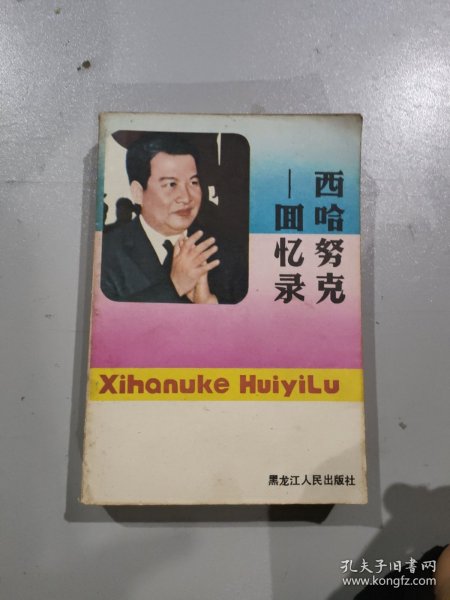 西哈努克
—回忆录
Xihanuke HuiyiLu
黑龙江人民出版社
孔夫子旧书网
www.kongfz.com